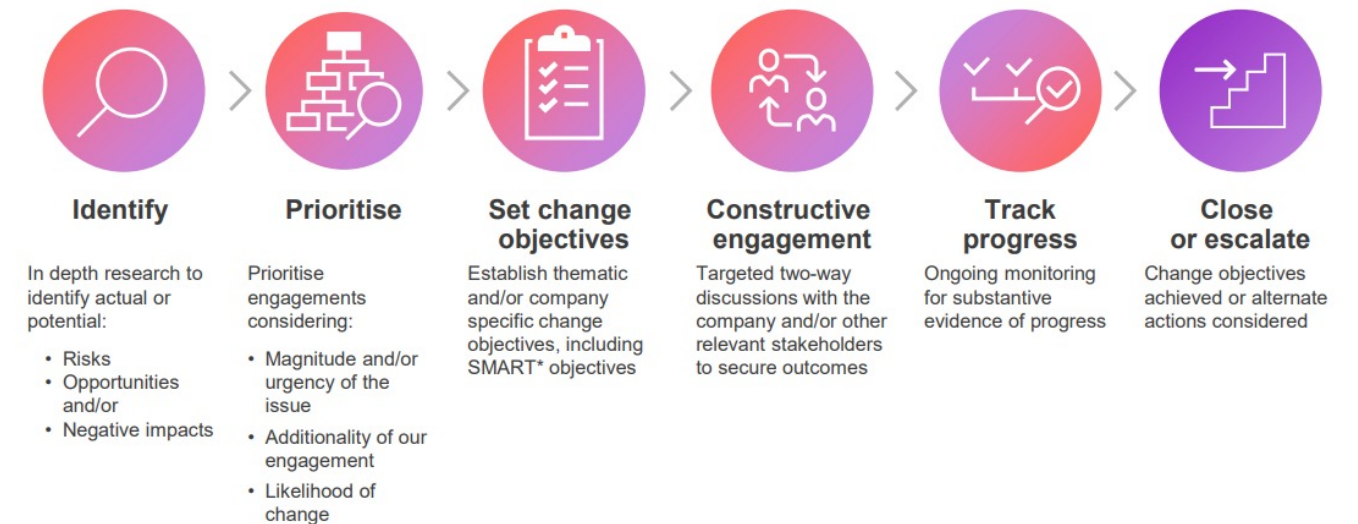 Identify
In depth research to
identify actual or
potential:
• Risks
• Opportunities
and/or
• Negative impacts
Prioritise
Prioritise
engagements
considering:
• Magnitude and/or
urgency of the
issue
• Additionality of our
engagement
• Likelihood of
change
Set change
objectives
Establish thematic
and/or company
specific change
objectives, including
SMART* objectives
Constructive
engagement
Targeted two-way
discussions with the
company and/or other
relevant stakeholders
to secure outcomes
Track
progress
Ongoing monitoring
for substantive
evidence of progress
Close
or escalate
Change objectives
achieved or alternate
actions considered